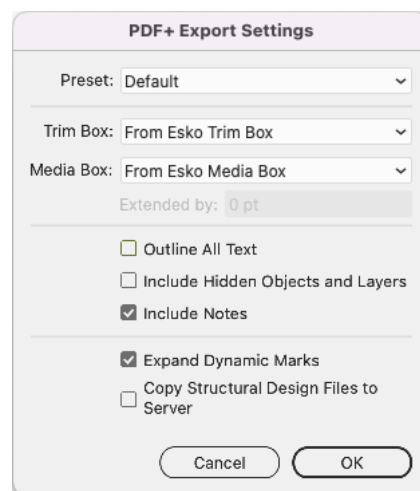 PDF+ Export Settings
Preset: Default
Trim Box: From Esko Trim Box
Media Box: From Esko Media Box
Extended by: 0 pt
Outline All Text
Include Hidden Objects and Layers
Include Notes
Expand Dynamic Marks
Copy Structural Design Files to
Server
Cancel OK